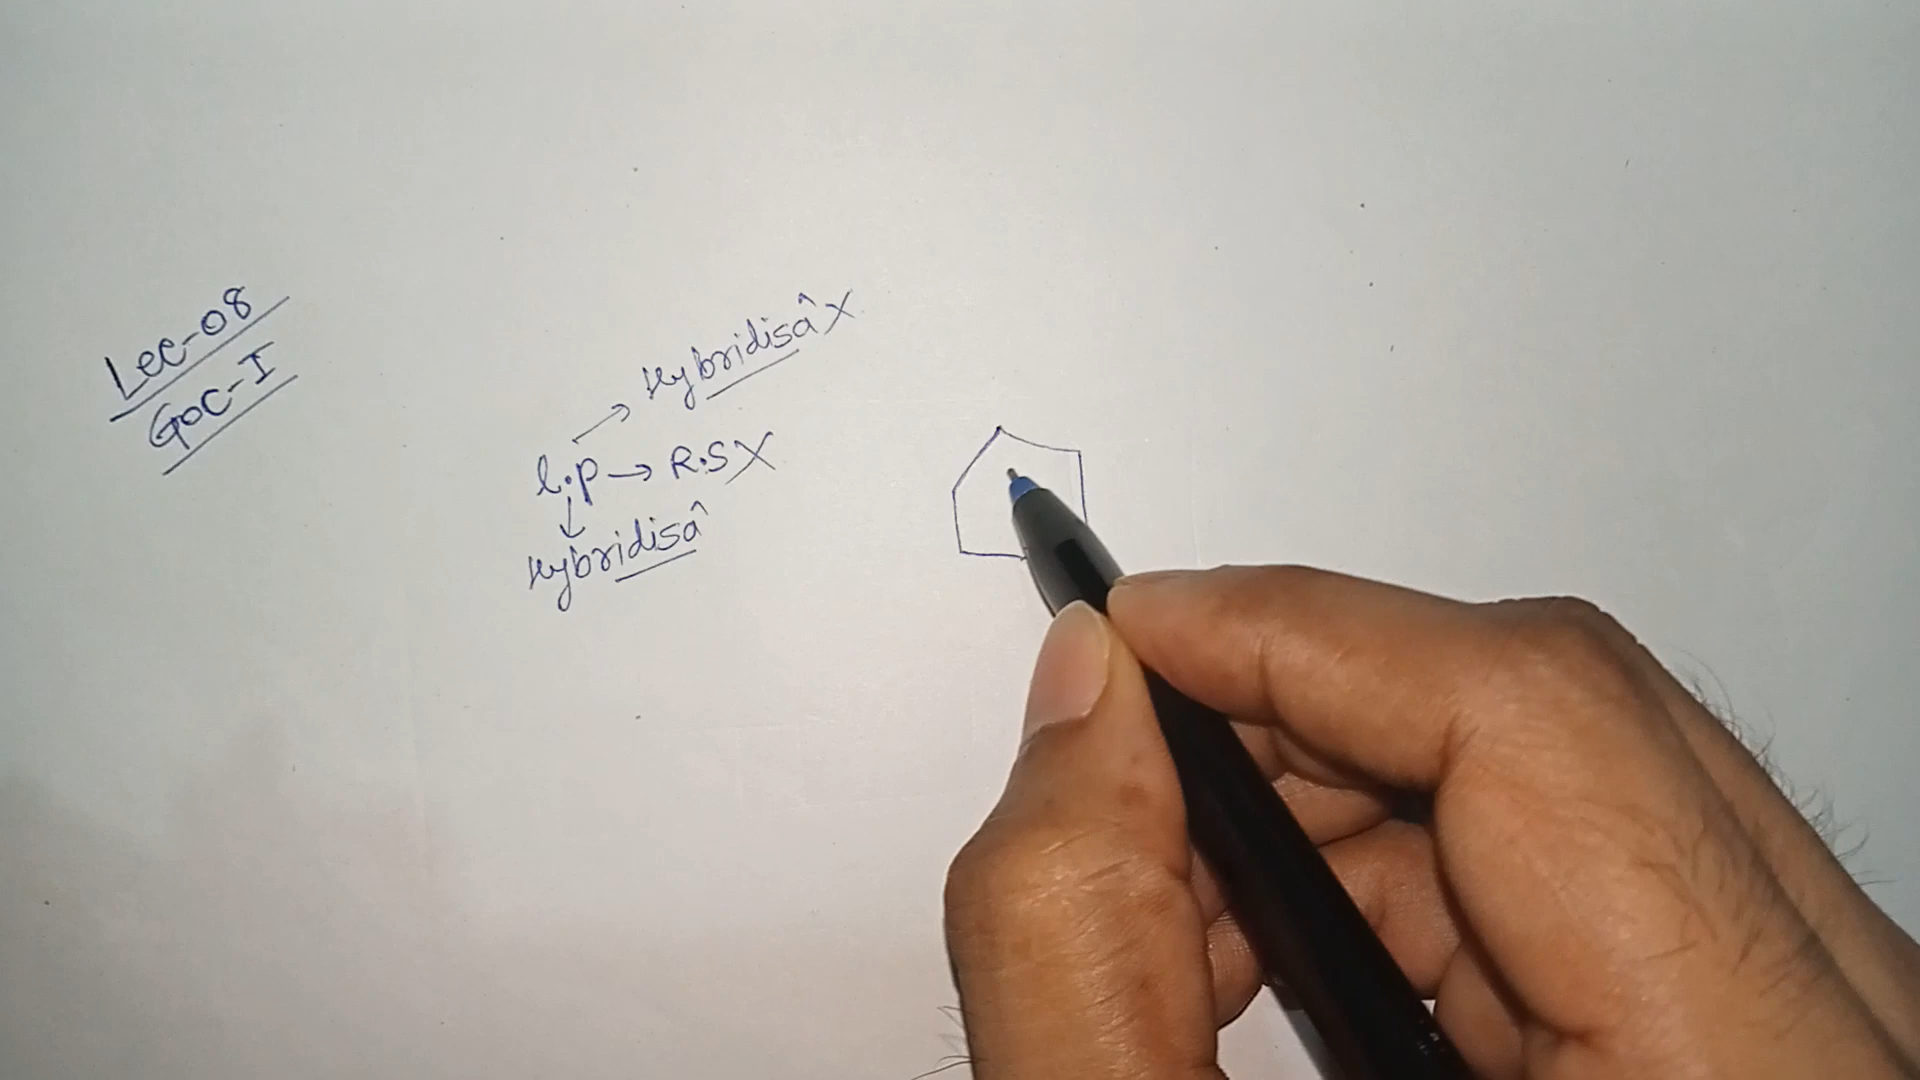 Lec-08
GOC-I
Hybridisâ X
l.p → R.S X
↓
Hybridisâ